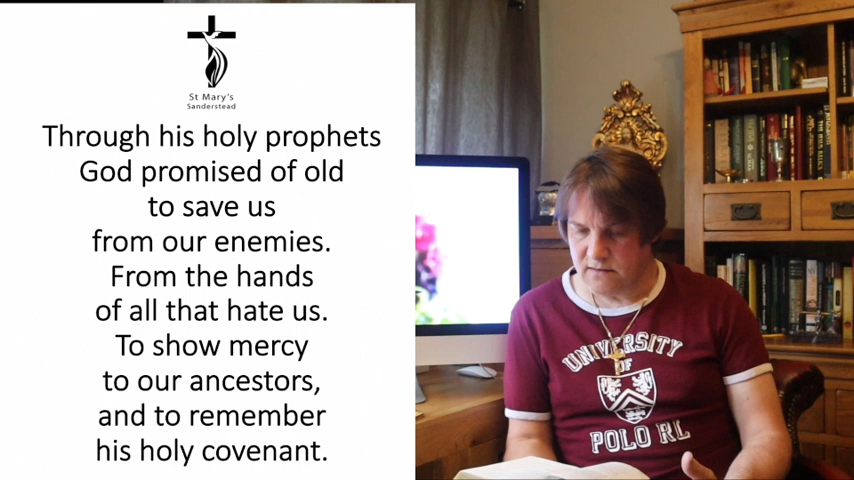 St Mary's
Sanderstead
Through his holy prophets
God promised of old
to save us
from our enemies.
From the hands
of all that hate us.
To show mercy
to our ancestors,
and to remember
his holy covenant.
UNIVERSITY
OF
POLO RL